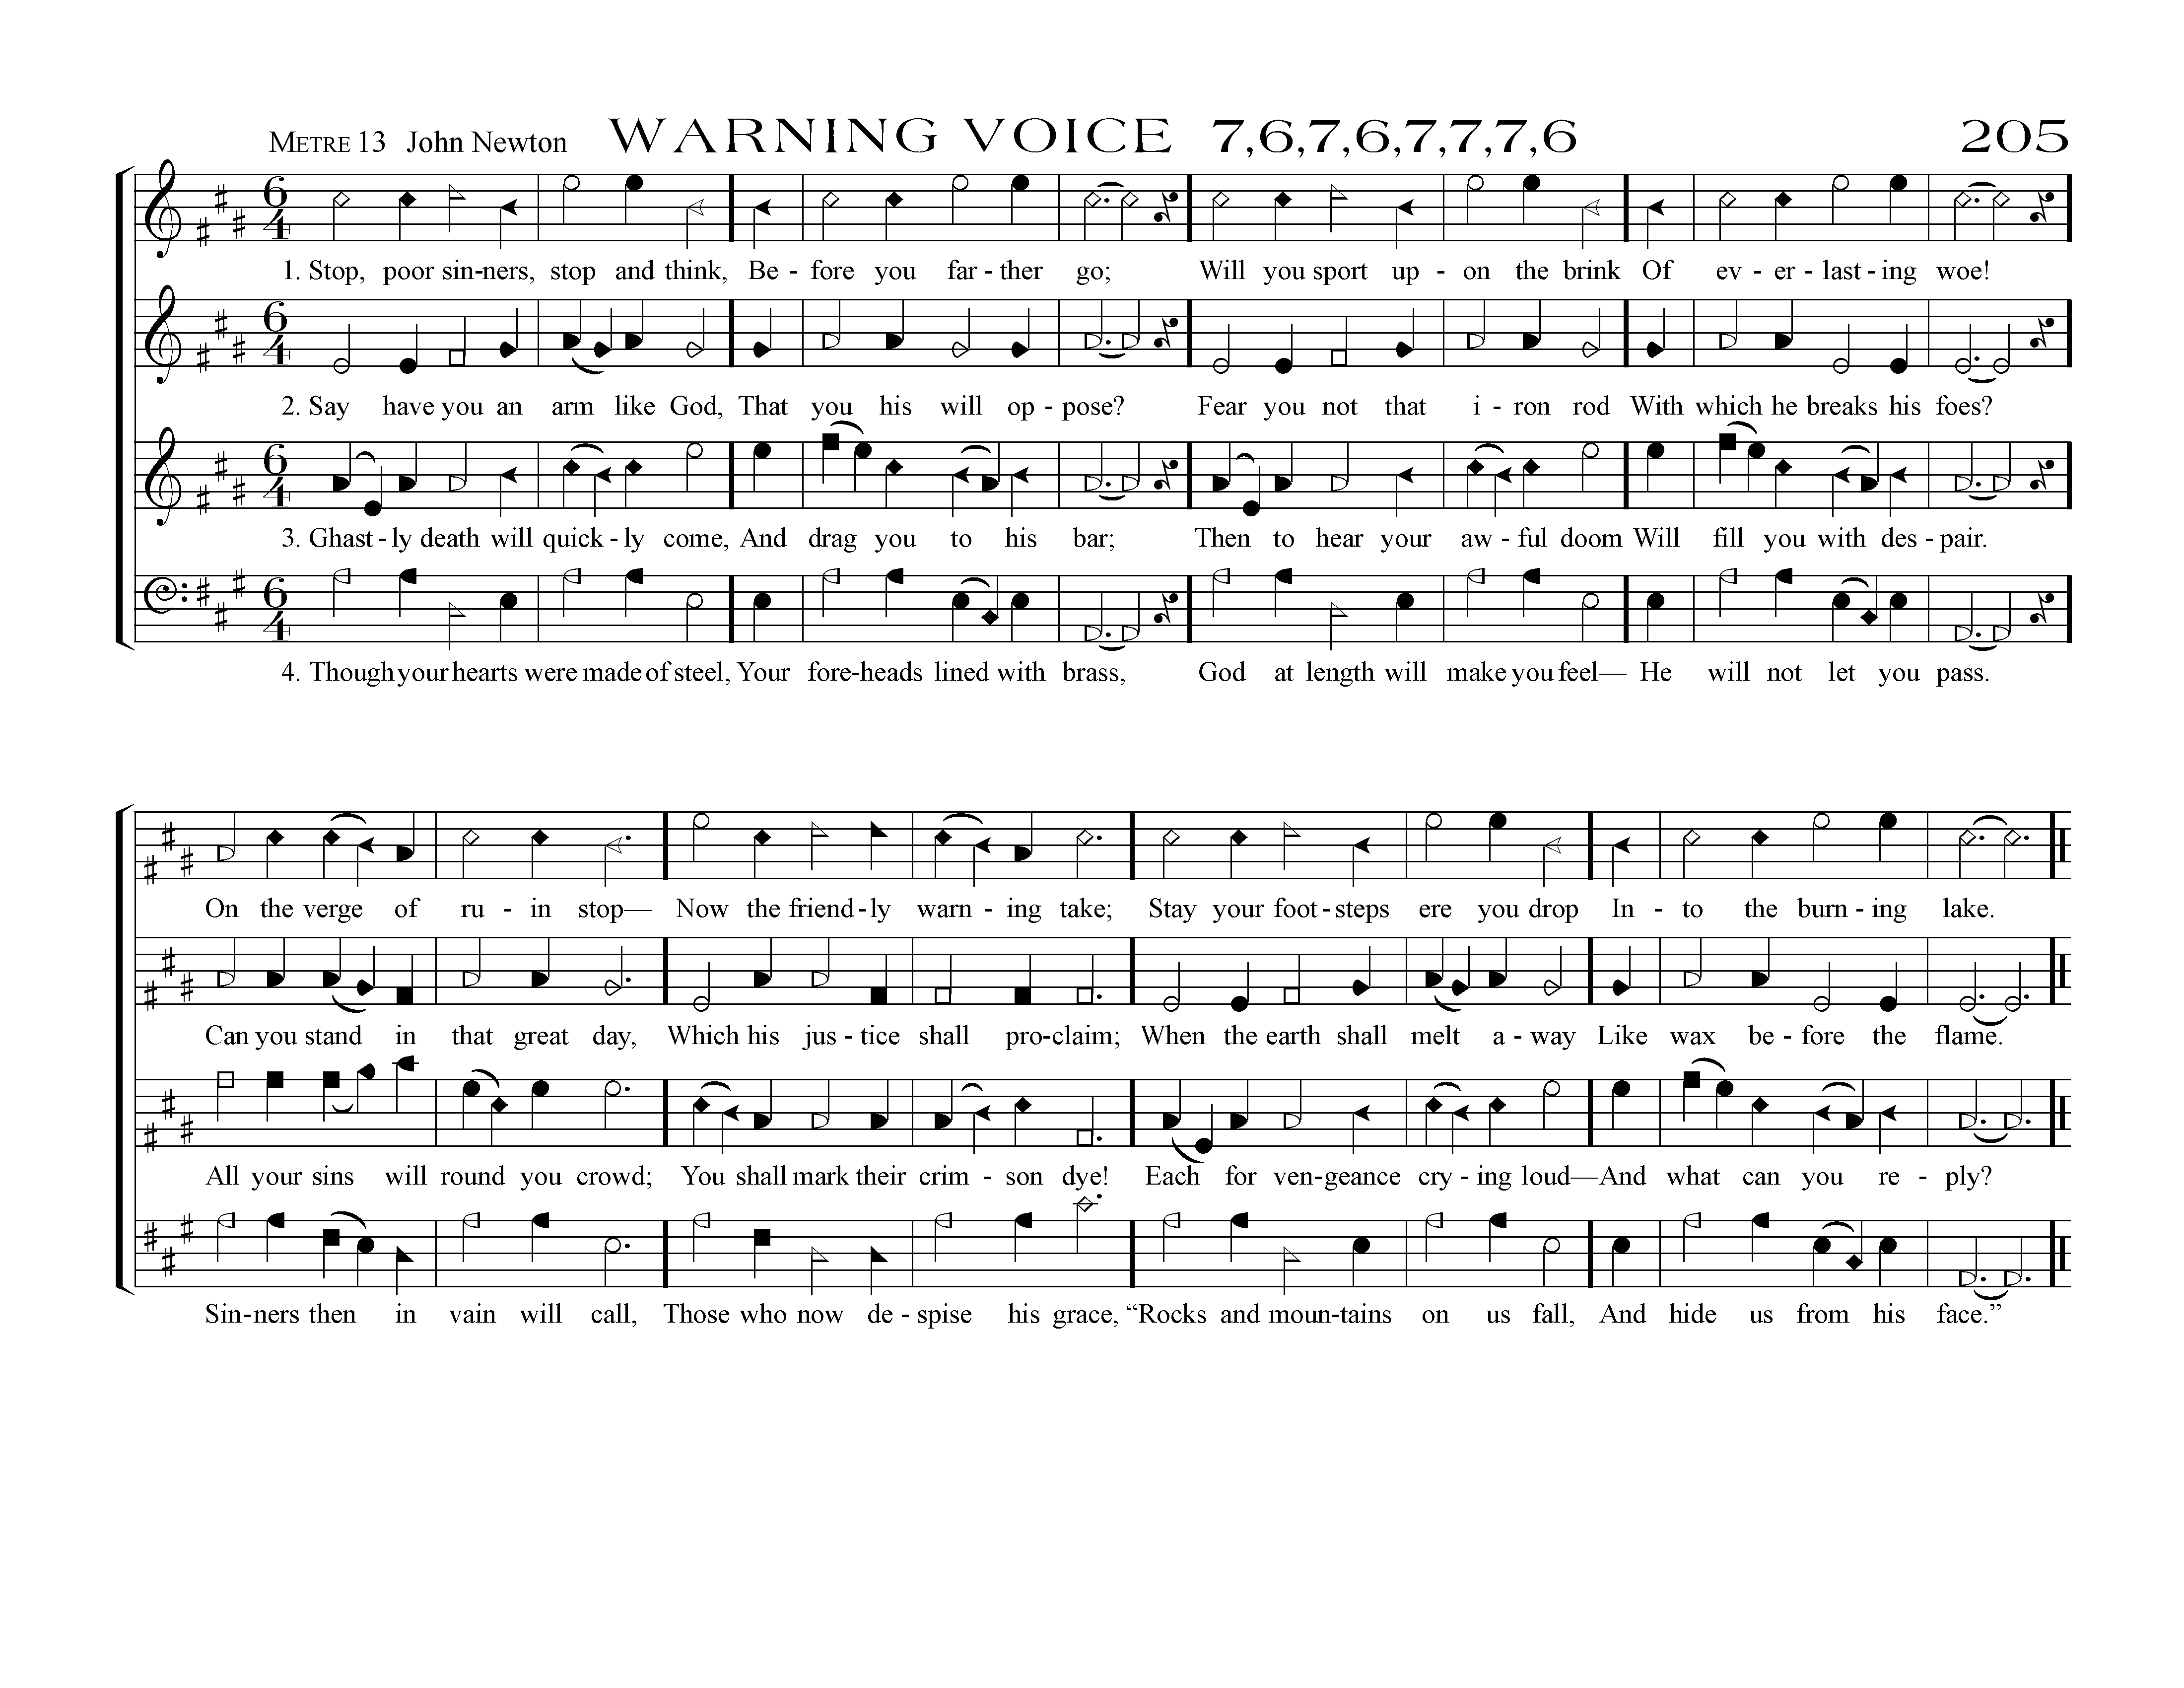 METRE 13 John Newton WARNING VOICE 7,6,7,6,7,7,7,6 205
6 4
1. Stop, poor sin-ners, stop and think, Be - fore you far - ther go; Will you sport up - on the brink Of ev - er - last - ing woe!
6 4
2. Say have you an arm like God, That you his will op - pose? Fear you not that i - ron rod With which he breaks his foes?
6 4
3. Ghast - ly death will quick - ly come, And drag you to his bar; Then to hear your aw - ful doom Will fill you with des - pair.
6 4
4. Though your hearts were made of steel, Your fore-heads lined with brass, God at length will make you feel— He will not let you pass.
On the verge of ru - in stop— Now the friend - ly warn - ing take; Stay your foot - steps ere you drop In - to the burn - ing lake.
Can you stand in that great day, Which his jus - tice shall pro-claim; When the earth shall melt a - way Like wax be - fore the flame.
All your sins will round you crowd; You shall mark their crim - son dye! Each for ven-geance cry - ing loud—And what can you re - ply?
Sin-ners then in vain will call, Those who now de - spise his grace, “Rocks and moun-tains on us fall, And hide us from his face.”